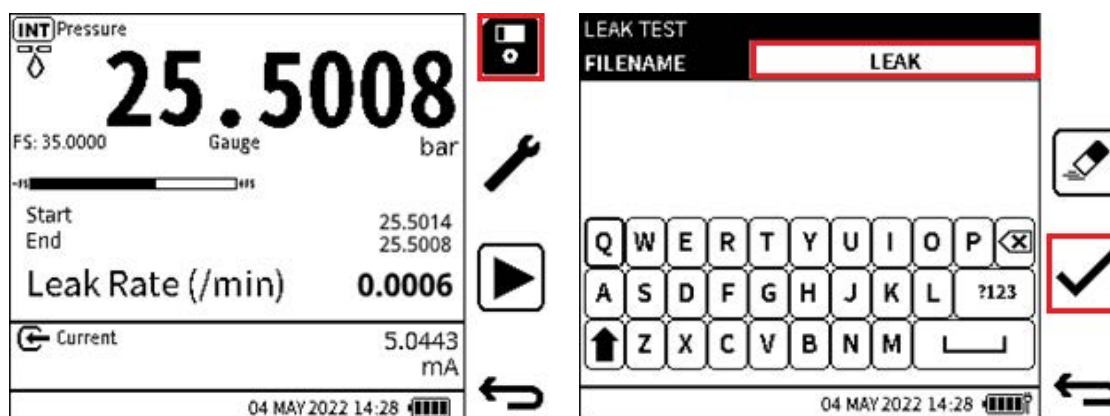 INT Pressure
25.5008
FS: 35.0000 Gauge bar
-FS +FS
Start 25.5014
End 25.5008
Leak Rate (/min) 0.0006
Current 5.0443
mA
04 MAY 2022 14:28
LEAK TEST
FILENAME LEAK
Q W E R T Y U I O P
A S D F G H J K L ?123
Z X C V B N M
04 MAY 2022 14:28